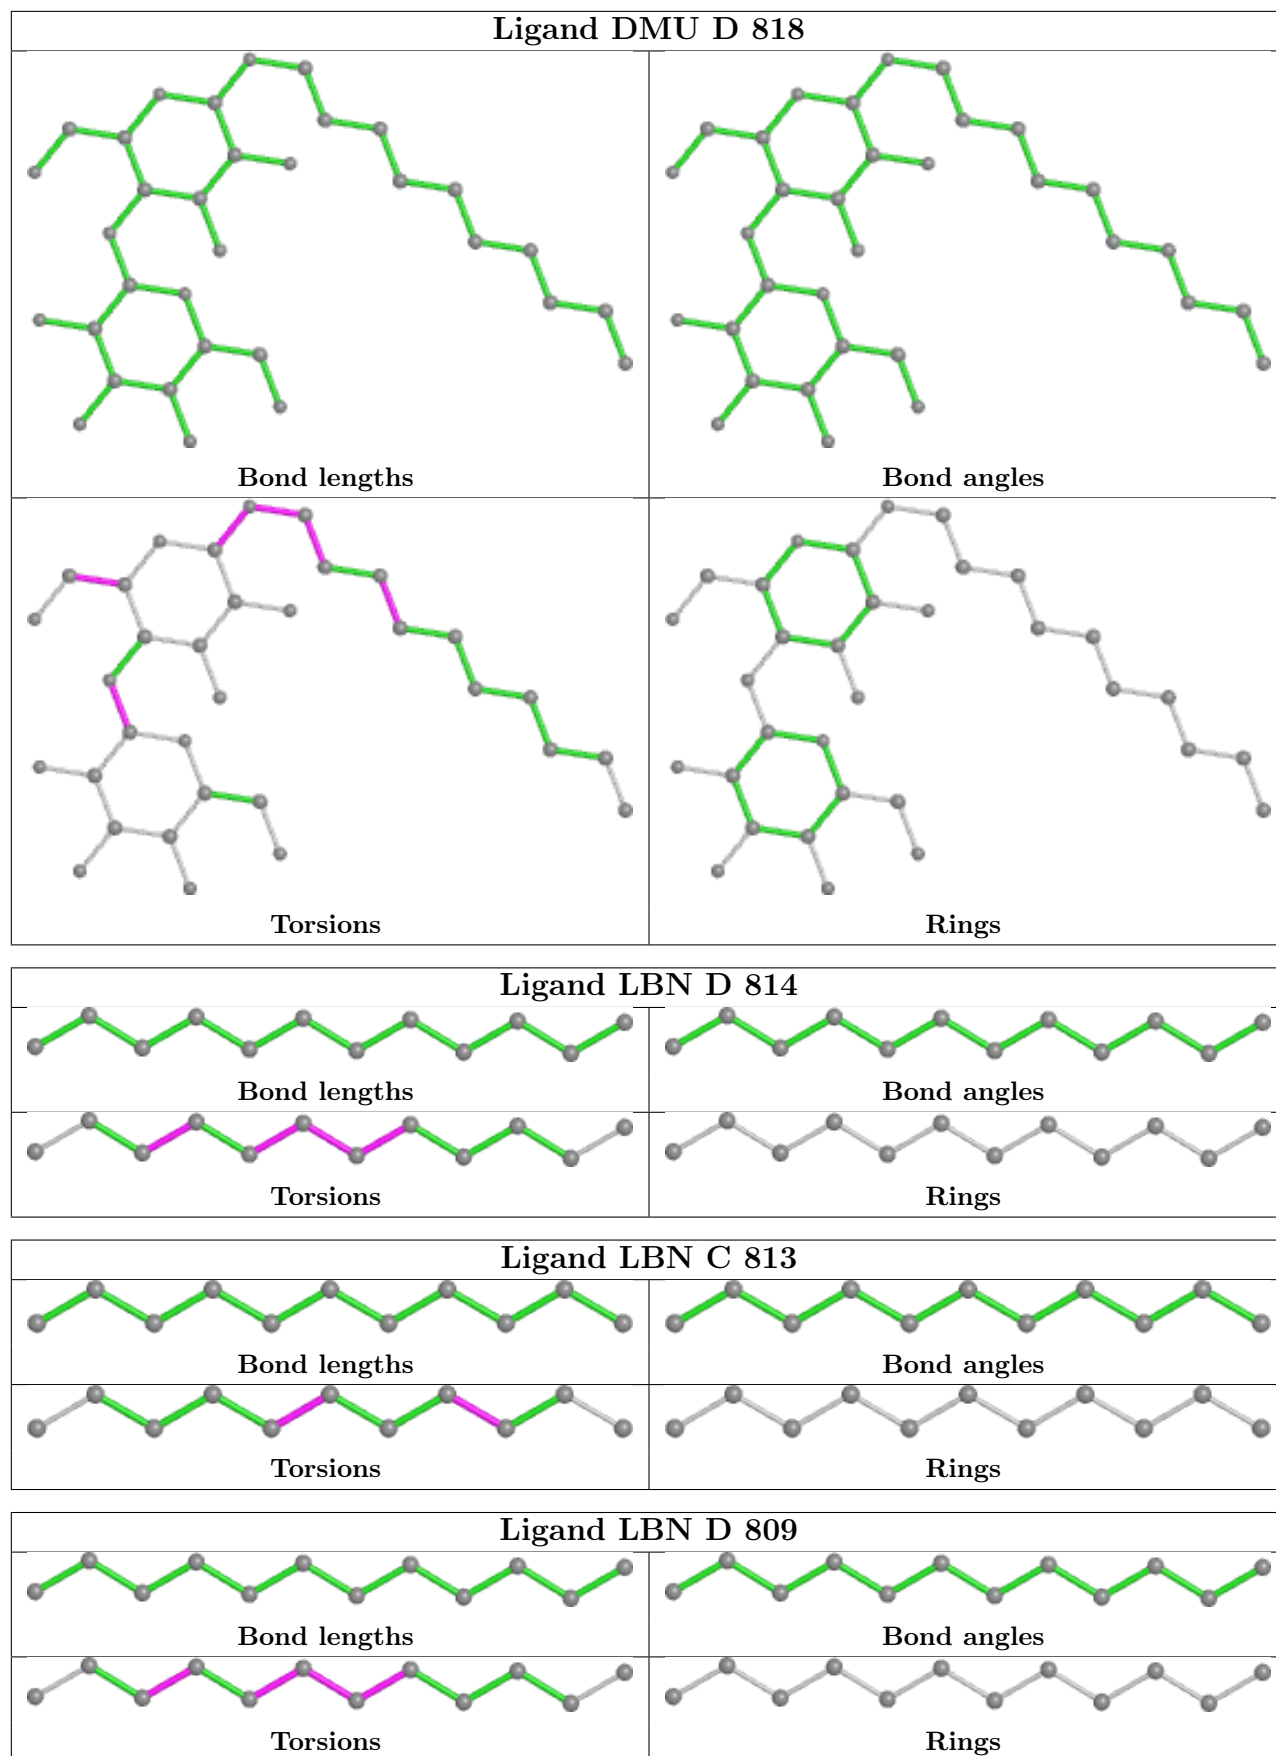 Ligand DMU D 818
Bond lengths
Bond angles
Torsions
Rings
Ligand LBN D 814
Bond lengths
Bond angles
Torsions
Rings
Ligand LBN C 813
Bond lengths
Bond angles
Torsions
Rings
Ligand LBN D 809
Bond lengths
Bond angles
Torsions
Rings